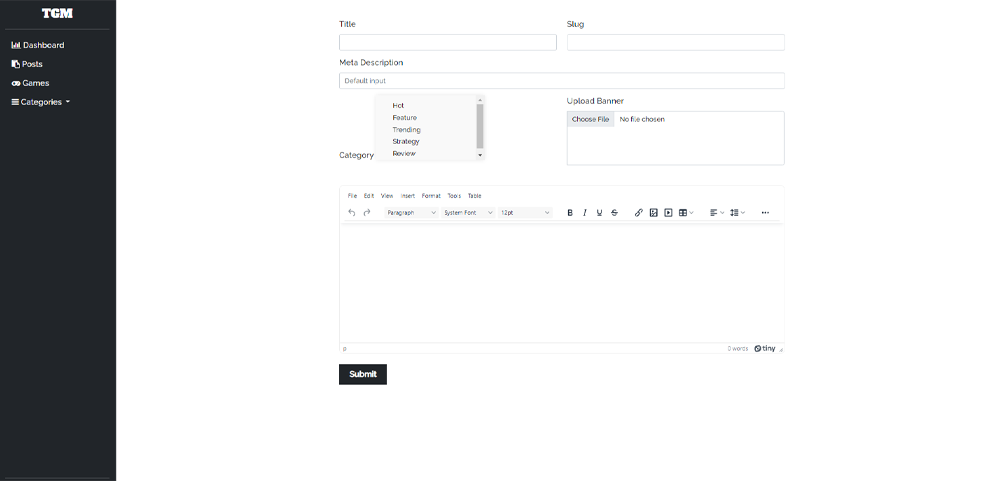 TGM
Dashboard
Posts
Games
Categories
Title
Slug
Meta Description
Default input
Category
Hot
Feature
Trending
Strategy
Review
Upload Banner
Choose File No file chosen
File Edit View Insert Format Tools Table
Paragraph System Font 12pt B I U S
p 0 words tiny
Submit